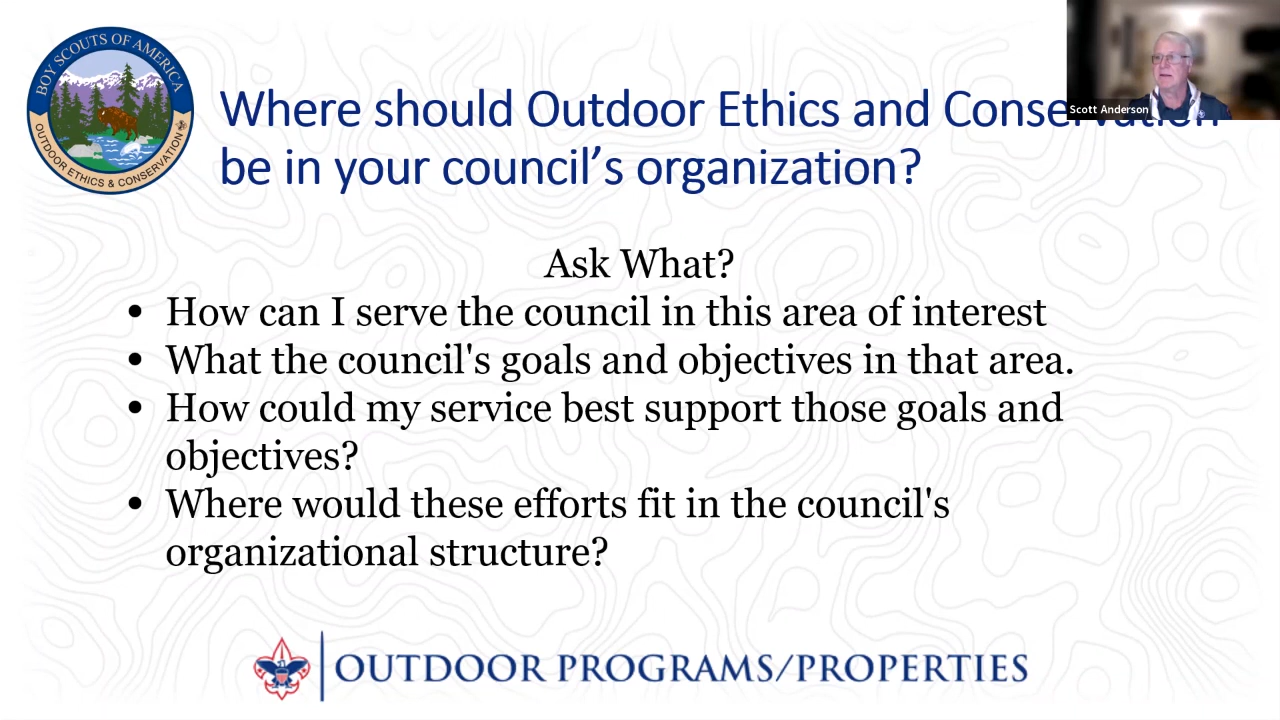 BOY SCOUTS OF AMERICA
OUTDOOR ETHICS & CONSERVATION
Where should Outdoor Ethics and Conservation
Scott Anderson
be in your council’s organization?
Ask What?
• How can I serve the council in this area of interest
• What the council's goals and objectives in that area.
• How could my service best support those goals and
objectives?
• Where would these efforts fit in the council's
organizational structure?
OUTDOOR PROGRAMS/PROPERTIES